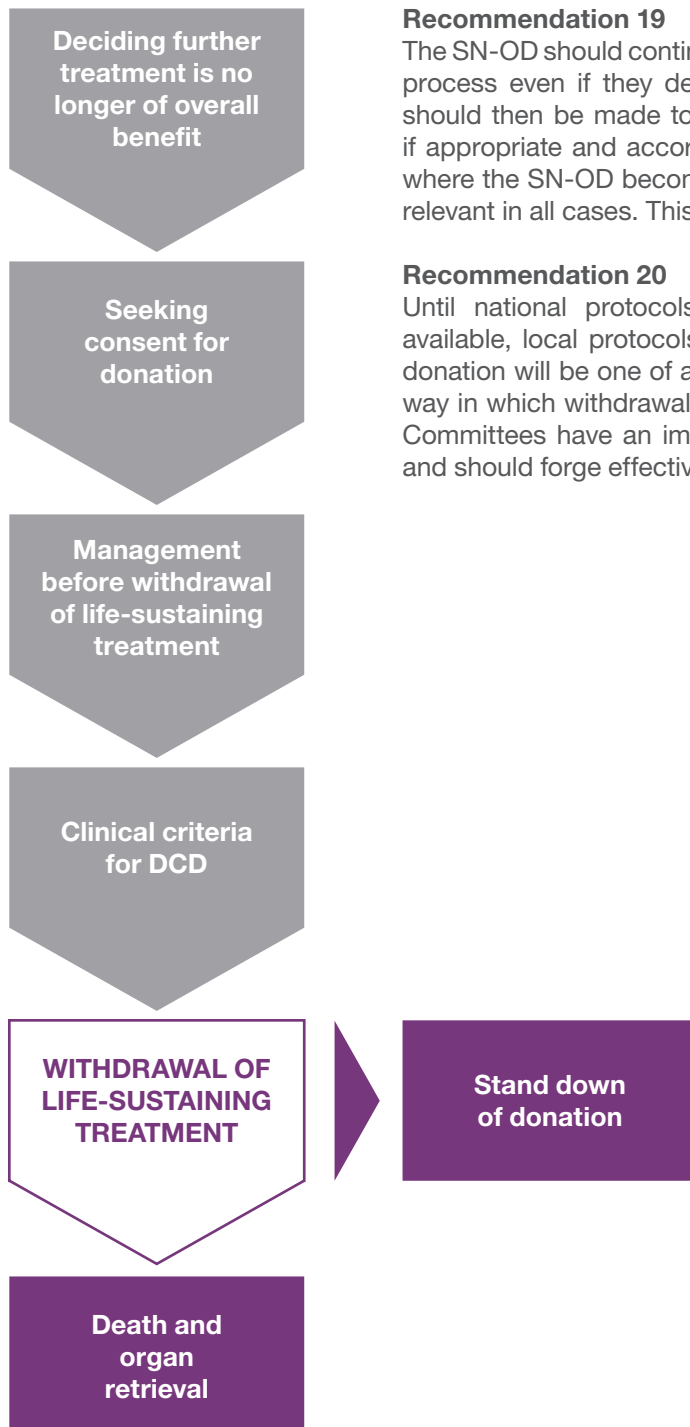 Deciding further
treatment is no
longer of overall
benefit
Seeking
consent for
donation
Management
before withdrawal
of life-sustaining
treatment
Clinical criteria
for DCD
WITHDRAWAL OF
LIFE-SUSTAINING
TREATMENT
Stand down
of donation
Death and
organ
retrieval
Recommendation 19
The SN-OD should contin
process even if they de
should then be made to
if appropriate and accor
where the SN-OD
relevant in all cases. This
Recommendation 20
Until national protocols
available, local protocols
donation will be one of a
way in which withdrawal
Committees have an im
and should forge effectiv